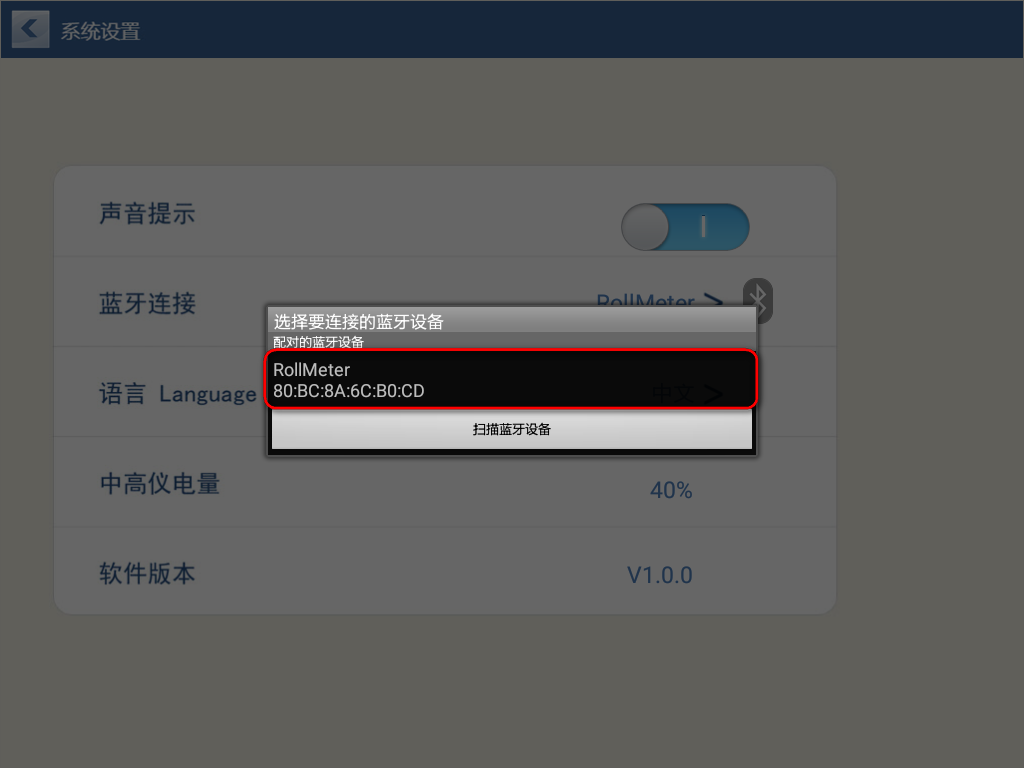 系统设置
声音提示
蓝牙连接 RollMeter >
选择要连接的蓝牙设备
配对的蓝牙设备
RollMeter
80:BC:8A:6C:B0:CD
语言 Language 中文 >
扫描蓝牙设备
中高仪电量 40%
软件版本 V1.0.0